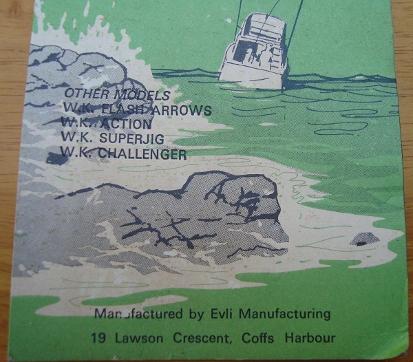 OTHER MODELS
W.K. FLASH ARROWS
W.K. ACTION
W.K. SUPERJIG
W.K. CHALLENGER
Manufactured by Evli Manufacturing
19 Lawson Crescent, Coffs Harbour